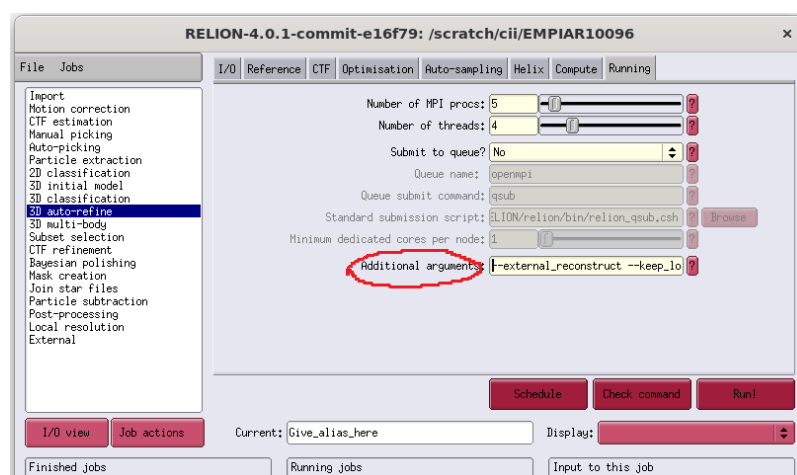 RELION-4.0.1-commit-e16f79: /scratch/cii/EMPIAR10096 ×
File Jobs
I/O Reference CTF Optimisation Auto-sampling Helix Compute Running
Import
Motion correction
CTF estimation
Manual picking
Auto-picking
Particle extraction
2D classification
3D initial model
3D classification
3D auto-refine
3D multi-body
Subset selection
CTF refinement
Bayesian polishing
Mask creation
Join star files
Particle subtraction
Post-processing
Local resolution
External
Number of MPI procs: 5 ?
Number of threads: 4 ?
Submit to queue? No ?
Queue name: openmpi ?
Queue submit command: qsub ?
Standard submission script: ELION/relion/bin/relion_qsub.csh ? Browse
Minimum dedicated cores per node: 1 ?
Additional arguments: --external_reconstruct --keep_lo ?
Schedule Check command Run!
I/O view Job actions Current: Give_alias_here Display:
Finished jobs Running jobs Input to this job